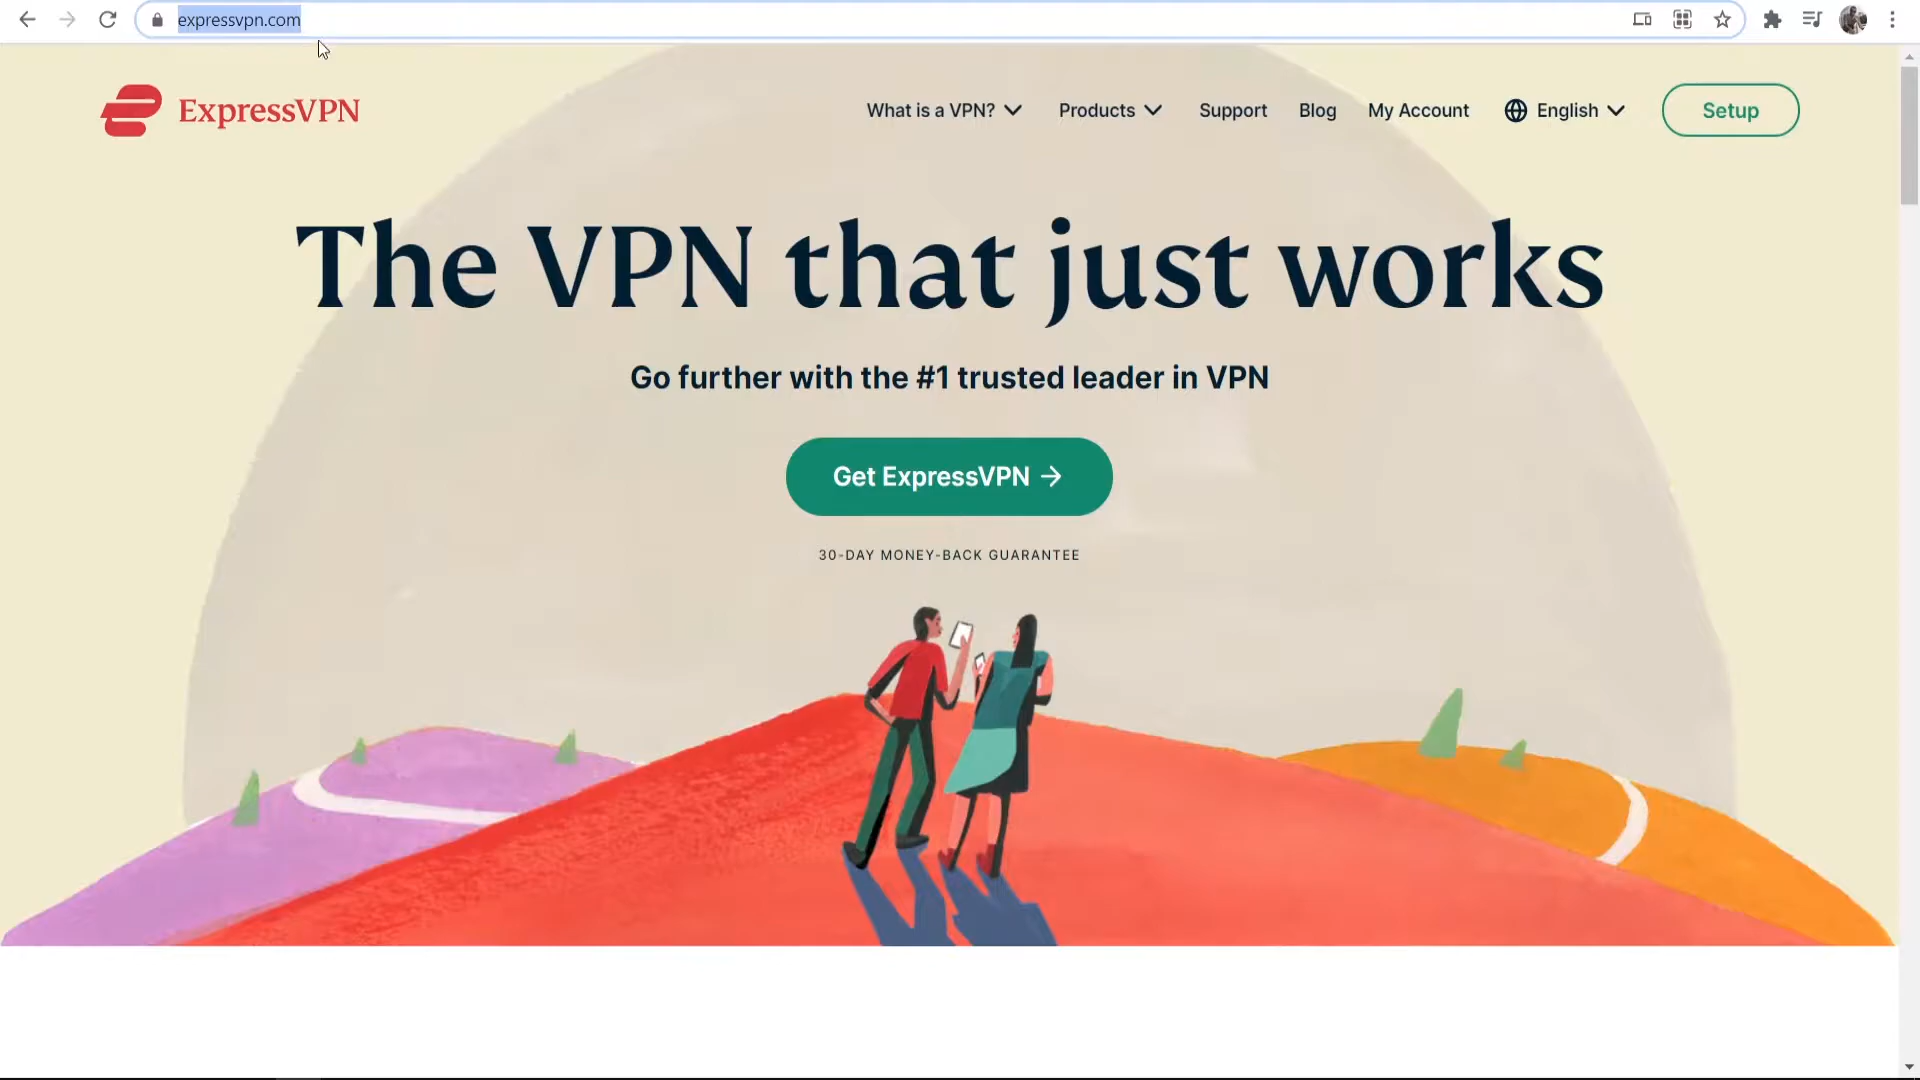 expressvpn.com
ExpressVPN
What is a VPN?
Products
Support
Blog
My Account
English
Setup
The VPN that just works
Go further with the #1 trusted leader in VPN
Get ExpressVPN →
30-DAY MONEY-BACK GUARANTEE